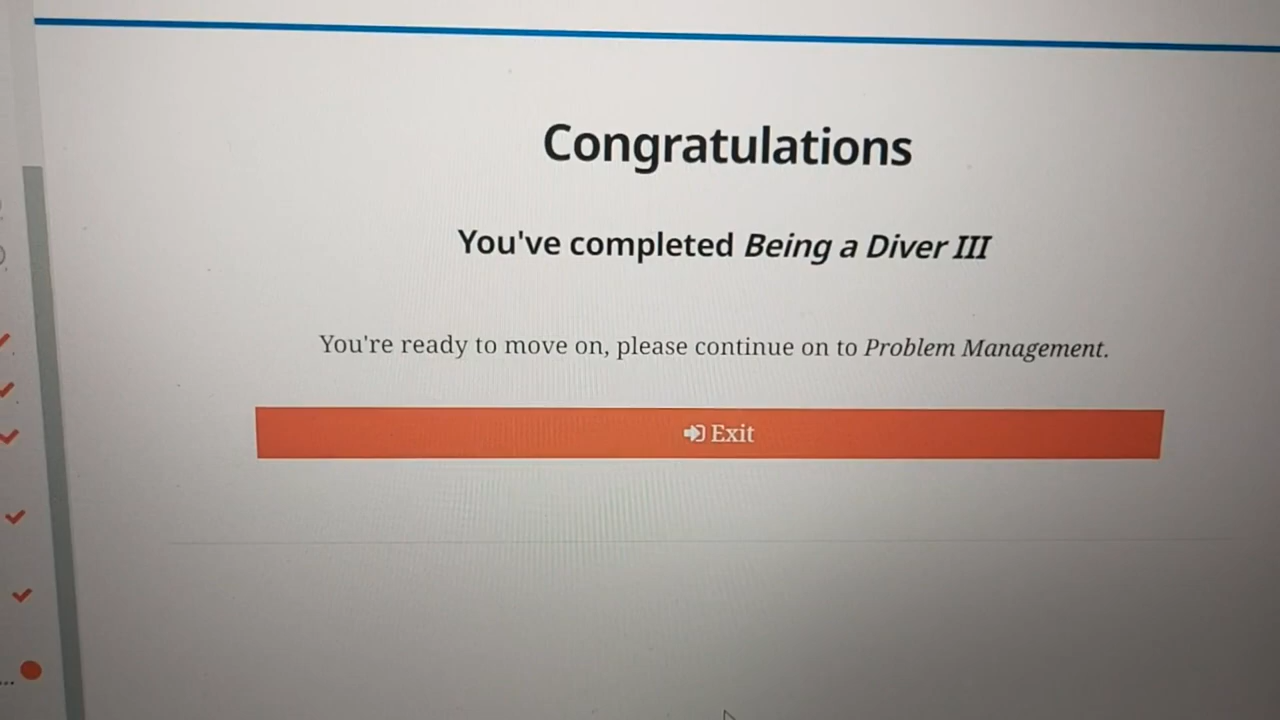 Congratulations
You've completed Being a Diver III
You're ready to move on, please continue on to Problem Management.
Exit
...